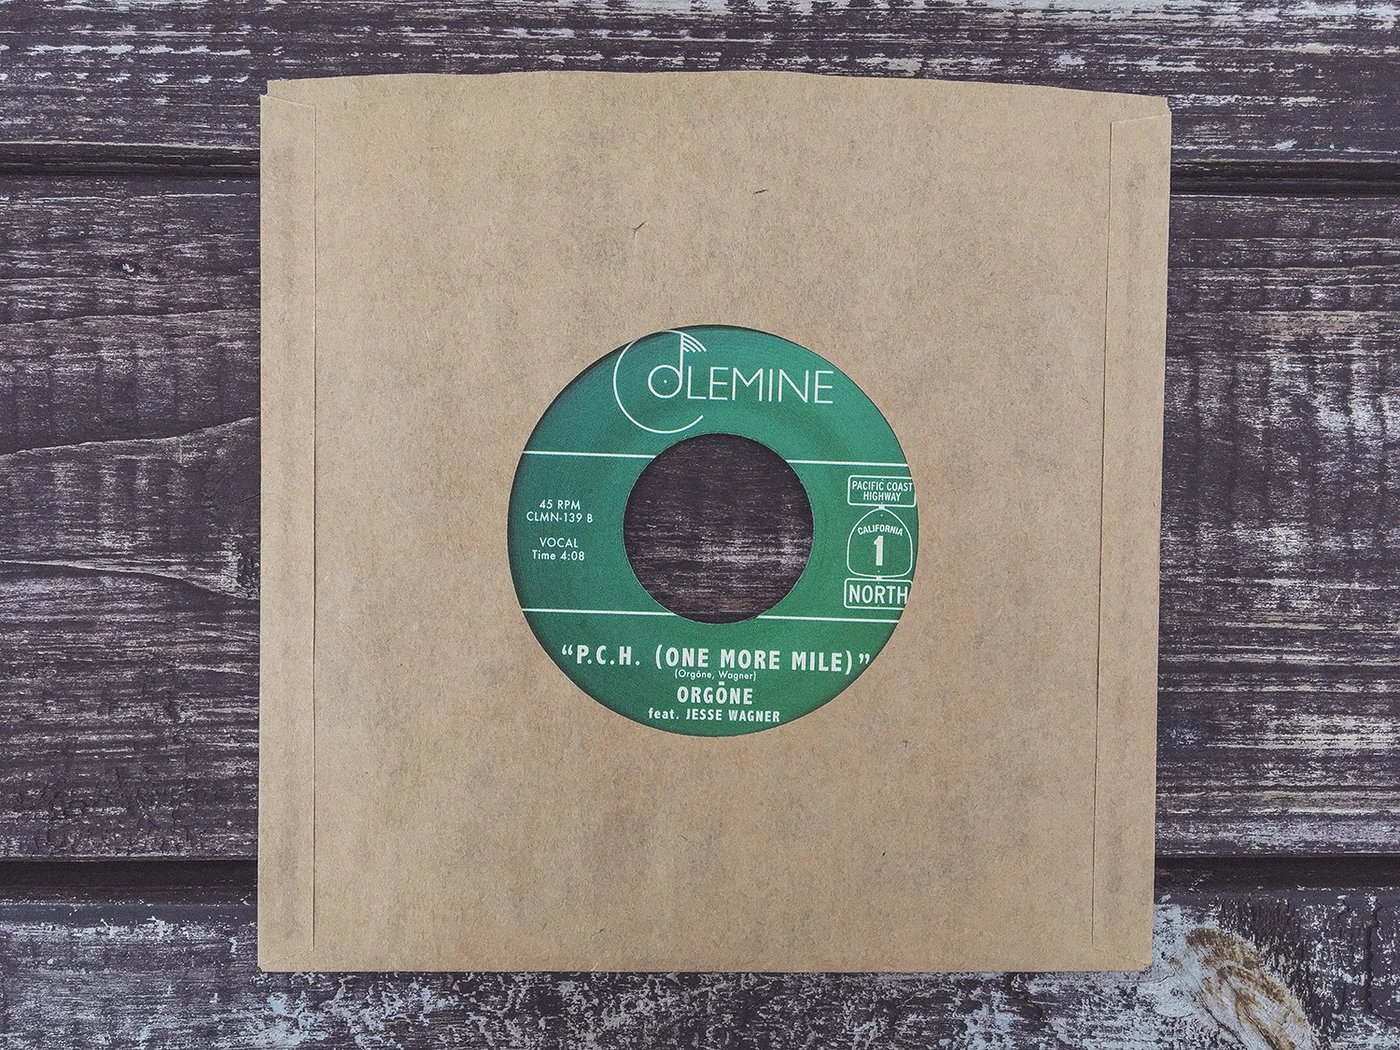 COLEMINE
45 RPM
CLMN-139 B
VOCAL
Time 4:08
PACIFIC COAST
HIGHWAY
CALIFORNIA
1
NORTH
“P.C.H. (ONE MORE MILE)”
(Orgōne, Wagner)
ORGŌNE
feat. JESSE WAGNER